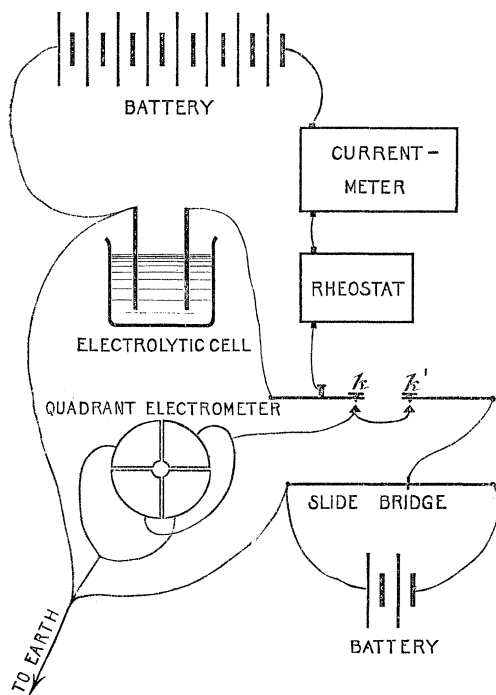 BATTERY
CURRENT-
METER
RHEOSTAT
ELECTROLYTIC CELL
k k'
QUADRANT ELECTROMETER
SLIDE BRIDGE
BATTERY
TO EARTH